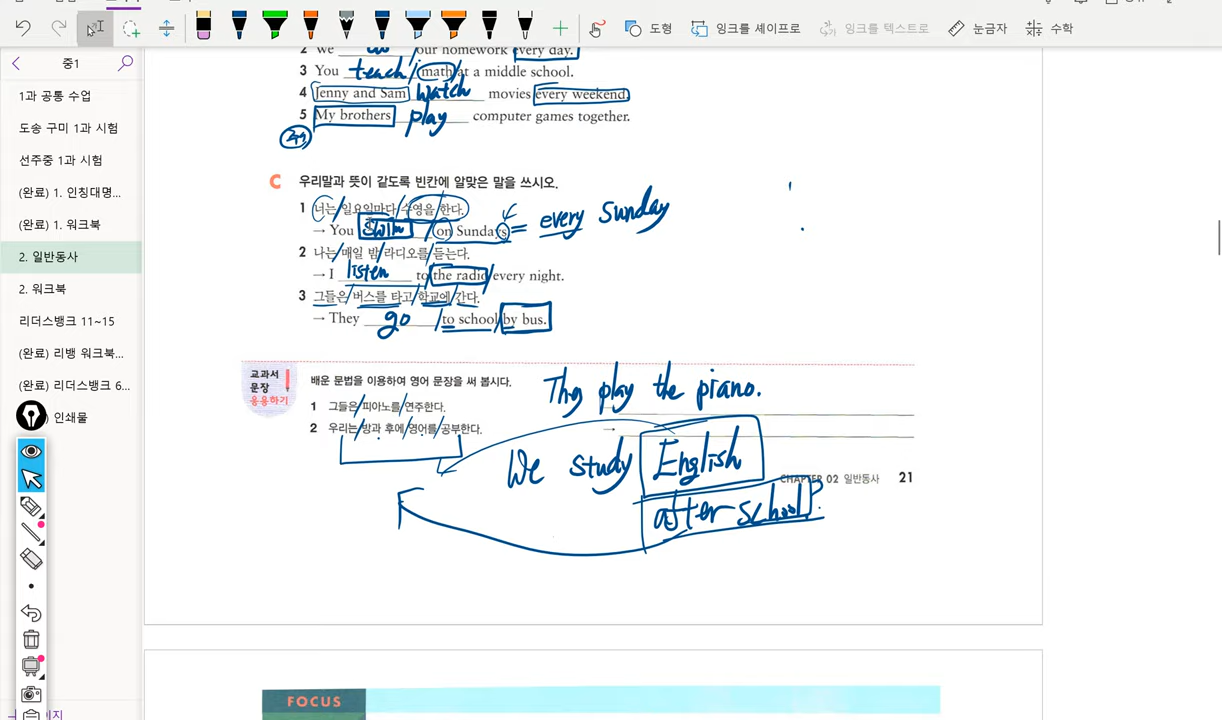 도형
잉크를 셰이프로
잉크를 텍스트로
눈금자
수학
중1
1과 공통 수업
도송 구미 1과 시험
선주중 1과 시험
(완료) 1. 인칭대명...
(완료) 1. 워크북
2. 일반동사
2. 워크북
리더스뱅크 11~15
(완료) 리뱅 워크북...
(완료) 리더스뱅크 6...
인쇄물
2 We do our homework every day.
3 You teach math at a middle school.
4 Jenny and Sam watch movies every weekend.
5 My brothers play computer games together.
C 우리말과 뜻이 같도록 빈칸에 알맞은 말을 쓰시오.
1 너는 일요일마다 수영을 한다.
→ You swim on Sundays = every Sunday
2 나는 매일 밤 라디오를 듣는다.
→ I listen to the radio every night.
3 그들은 버스를 타고 학교에 간다.
→ They go to school by bus.
교과서
문장
응용하기
배운 문법을 이용하여 영어 문장을 써 봅시다.
1 그들은 피아노를 연주한다.
They play the piano.
2 우리는 방과 후에 영어를 공부한다.
→
We study English
after school
CHAPTER 02 일반동사 21
FOCUS